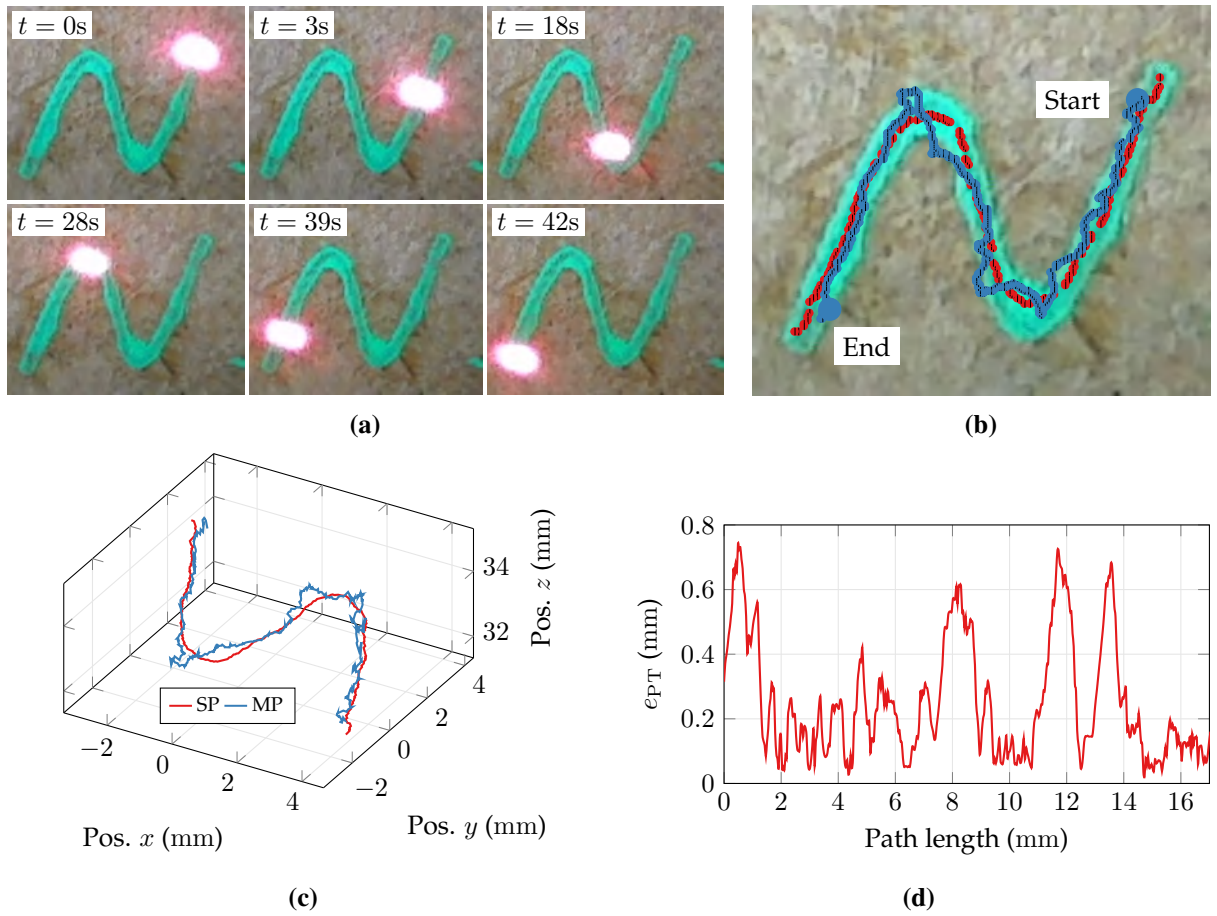 t = 0s
t = 3s
t = 18s
t = 28s
t = 39s
t = 42s
(a)
Start
End
(b)
34
32
Pos. z (mm)
SP
MP
−2
0
2
4
Pos. x (mm)
−2
0
2
4
Pos. y (mm)
(c)
0.8
0.6
0.4
0.2
0
e_PT (mm)
0 2 4 6 8 10 12 14 16
Path length (mm)
(d)